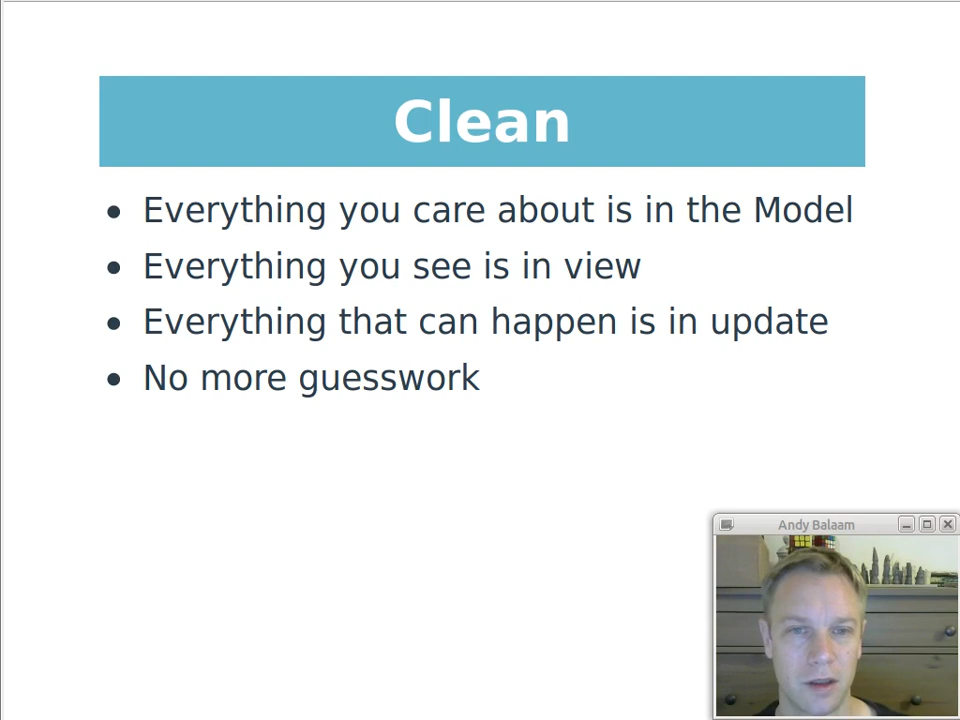 Clean
Everything you care about is in the Model
Everything you see is in view
Everything that can happen is in update
No more guesswork
Andy Balaam